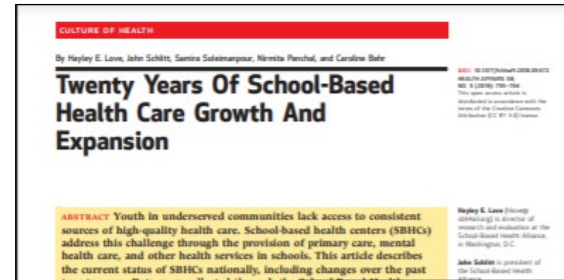 CULTURE OF HEALTH
By Hayley E. Love, John Schlitt, Samira Soleimanpour, Nirmita Panchal, and Caroline Behr
Twenty Years Of School-Based
Health Care Growth And
Expansion
DOI: 10.1377/hlthaff.2018.05472
HEALTH AFFAIRS 38,
NO. 5 (2019): 755–764
This open access article is
distributed in accordance with the
terms of the Creative Commons
Attribution (CC BY 4.0) license.
ABSTRACT Youth in underserved communities lack access to consistent
sources of high-quality health care. School-based health centers (SBHCs)
address this challenge through the provision of primary care, mental
health care, and other health services in schools. This article describes
the current status of SBHCs nationally, including changes over the past
Hayley E. Love
is director of
research and evaluation at the
School-Based Health Alliance,
in Washington, D.C.
John Schlitt is president of
the School-Based Health
Alliance.